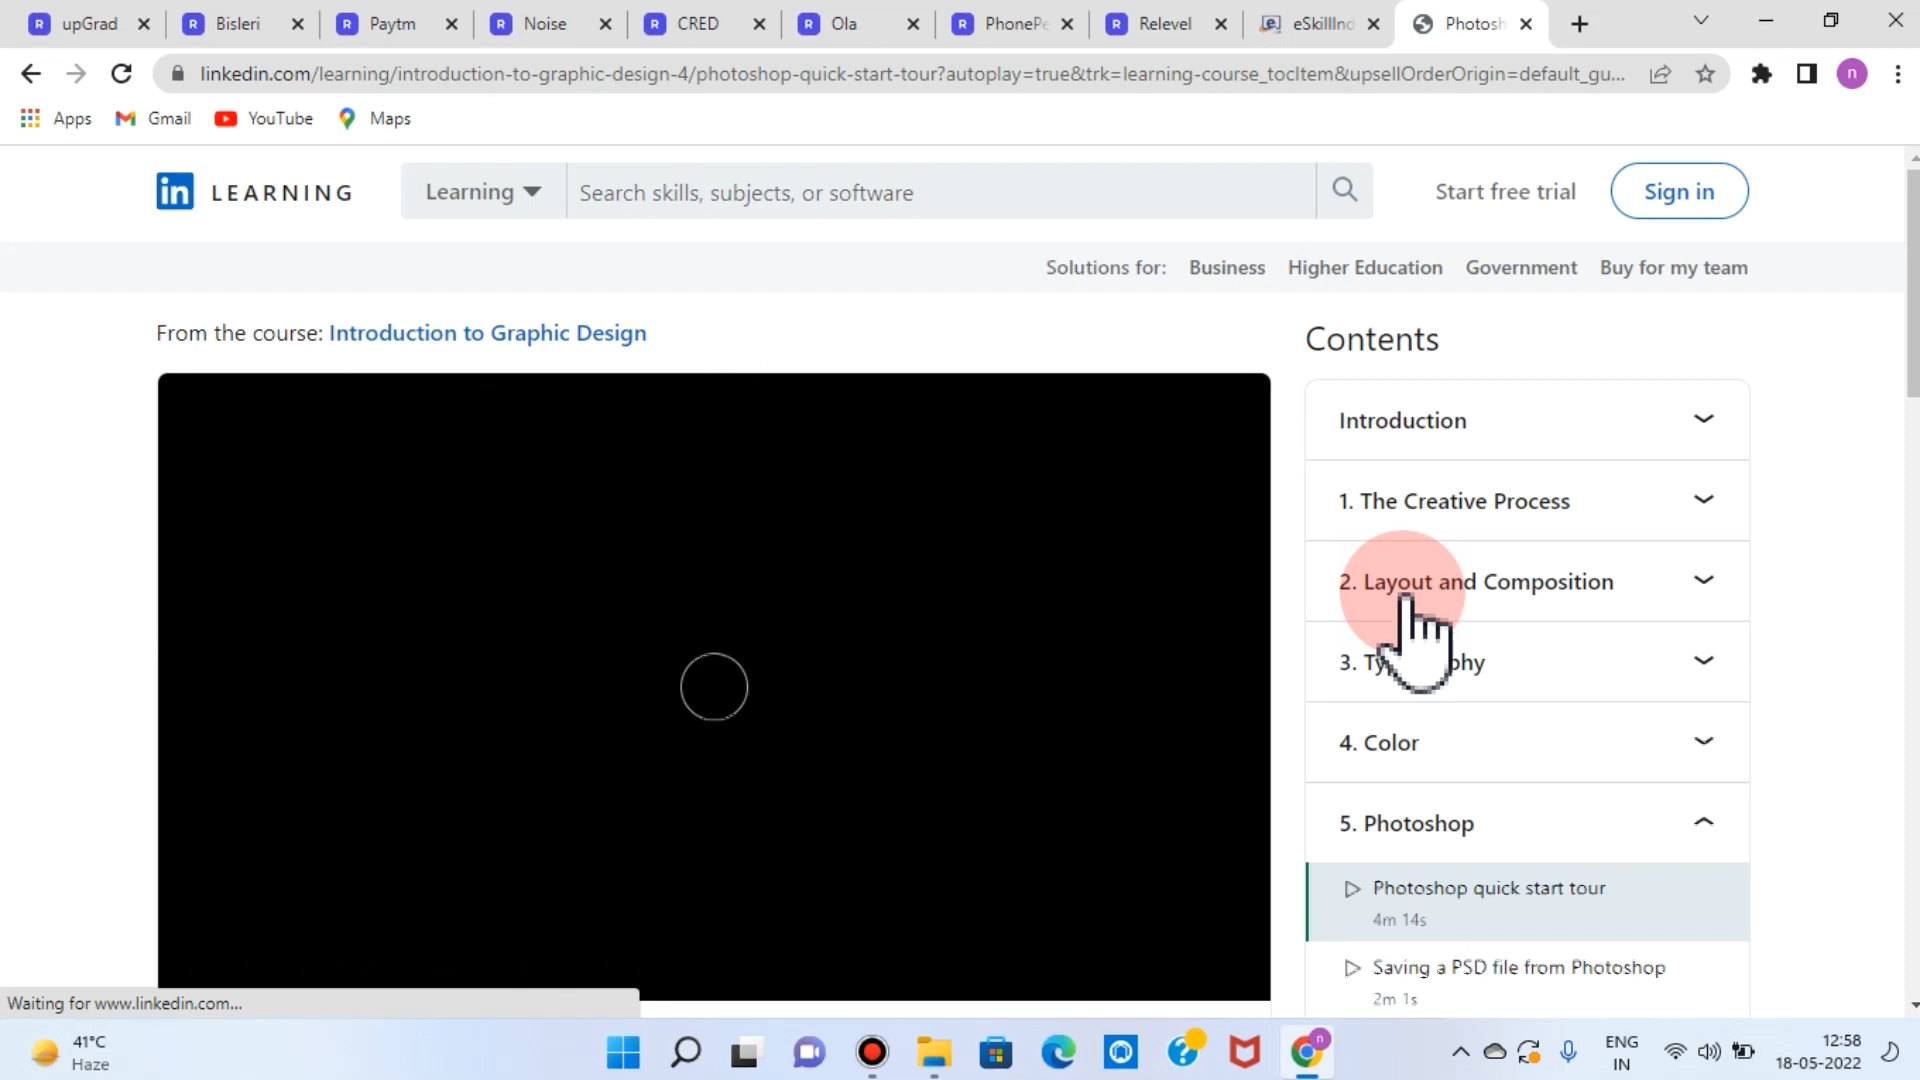 upGrad Bisleri Paytm Noise CRED Ola PhonePe Relevel eSkillInd Photosh
linkedin.com/learning/introduction-to-graphic-design-4/photoshop-quick-start-tour?autoplay=true&trk=learning-course_tocItem&upsellOrderOrigin=default_gu... n
Apps Gmail YouTube Maps
in LEARNING Learning Search skills, subjects, or software Start free trial Sign in
Solutions for: Business Higher Education Government Buy for my team
From the course: Introduction to Graphic Design
Contents
Introduction
1. The Creative Process
2. Layout and Composition
3.
4. Color
5. Photoshop
Photoshop quick start tour
4m 14s
Saving a PSD file from Photoshop
2m 1s
Waiting for www.linkedin.com...
41°C
Haze
ENG
IN
12:58
18-05-2022